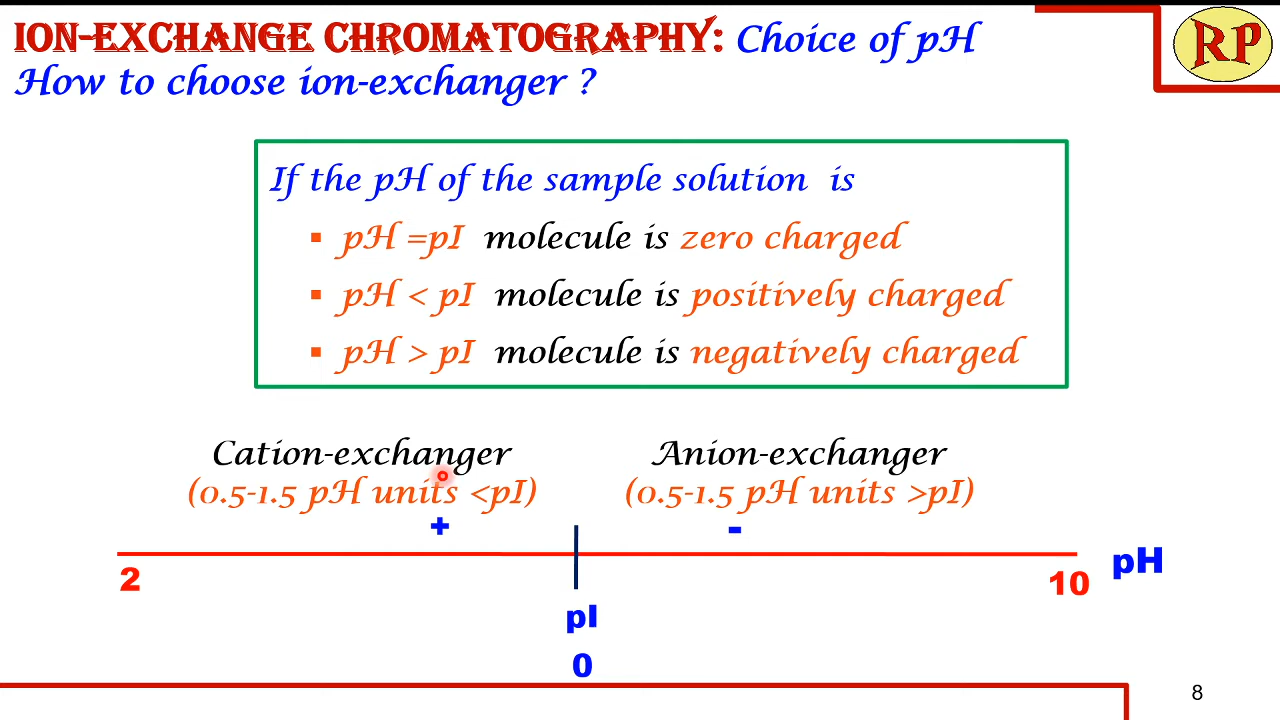 ION-EXCHANGE CHROMATOGRAPHY: Choice of pH
How to choose ion-exchanger ?
RP
If the pH of the sample solution is
▪ pH =pI molecule is zero charged
▪ pH < pI molecule is positively charged
▪ pH > pI molecule is negatively charged
Cation-exchanger
(0.5-1.5 pH units <pI)
Anion-exchanger
(0.5-1.5 pH units >pI)
+
-
2
10
pH
pI
0
8